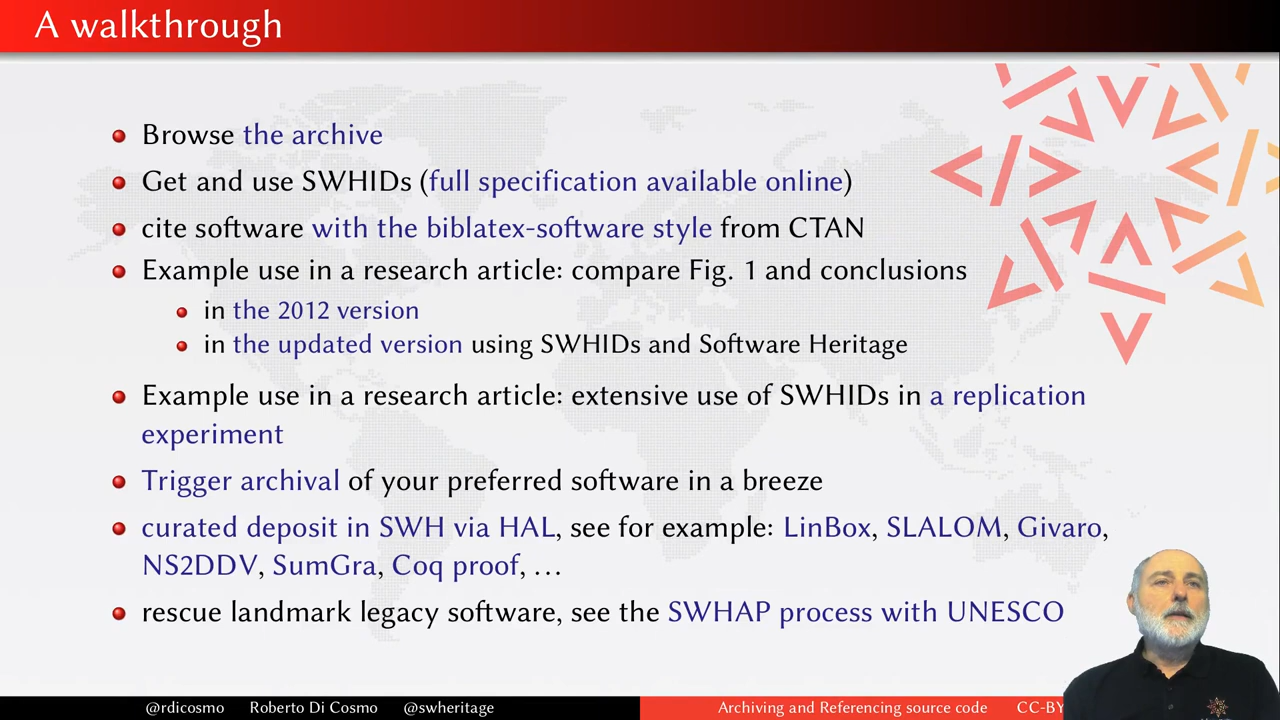 A walkthrough
Browse the archive
Get and use SWHIDs (full specification available online)
cite software with the biblatex-software style from CTAN
Example use in a research article: compare Fig. 1 and conclusions
in the 2012 version
in the updated version using SWHIDs and Software Heritage
Example use in a research article: extensive use of SWHIDs in a replication
experiment
Trigger archival of your preferred software in a breeze
curated deposit in SWH via HAL, see for example: LinBox, SLALOM, Givaro,
NS2DDV, SumGra, Coq proof, …
rescue landmark legacy software, see the SWHAP process with UNESCO
@rdicosmo Roberto Di Cosmo @swheritage Archiving and Referencing source code CC-BY